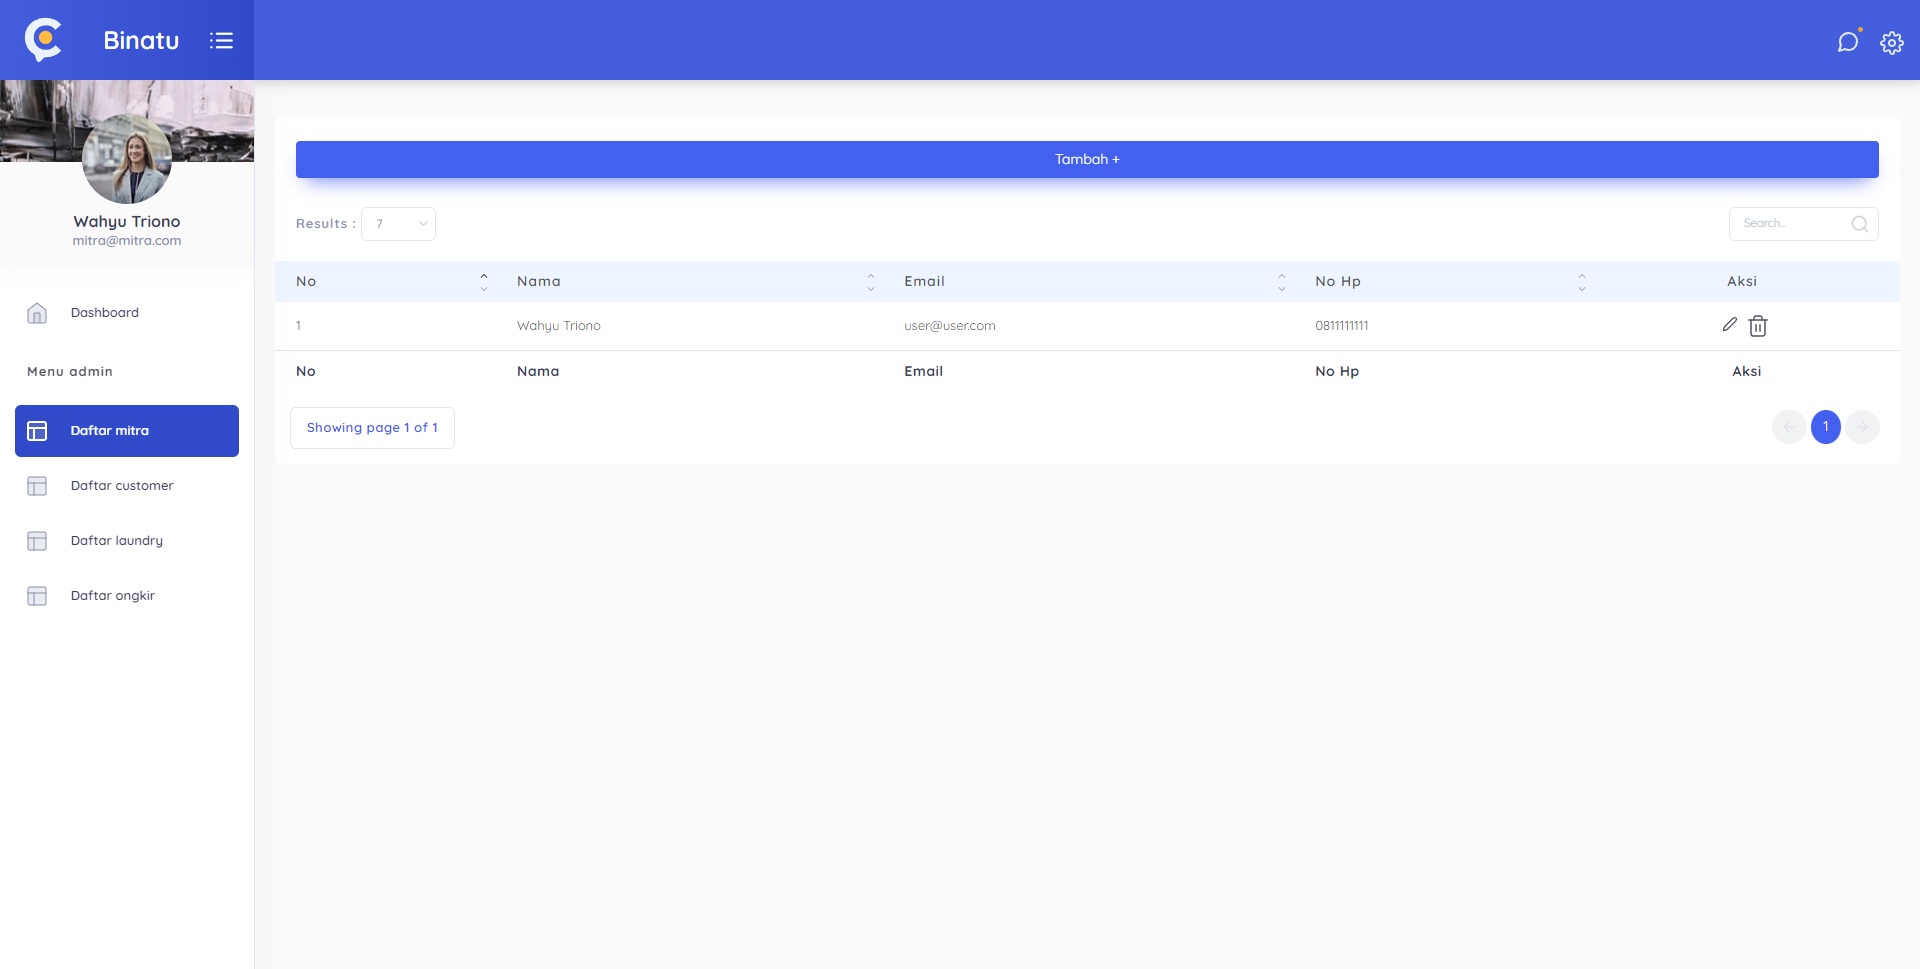 Binatu
Wahyu Triono
mitra@mitra.com
Dashboard
Menu admin
Daftar mitra
Daftar customer
Daftar laundry
Daftar ongkir
Tambah +
Results : 7
Search...
No Nama Email No Hp Aksi
1 Wahyu Triono user@user.com 0811111111
No Nama Email No Hp Aksi
Showing page 1 of 1
1